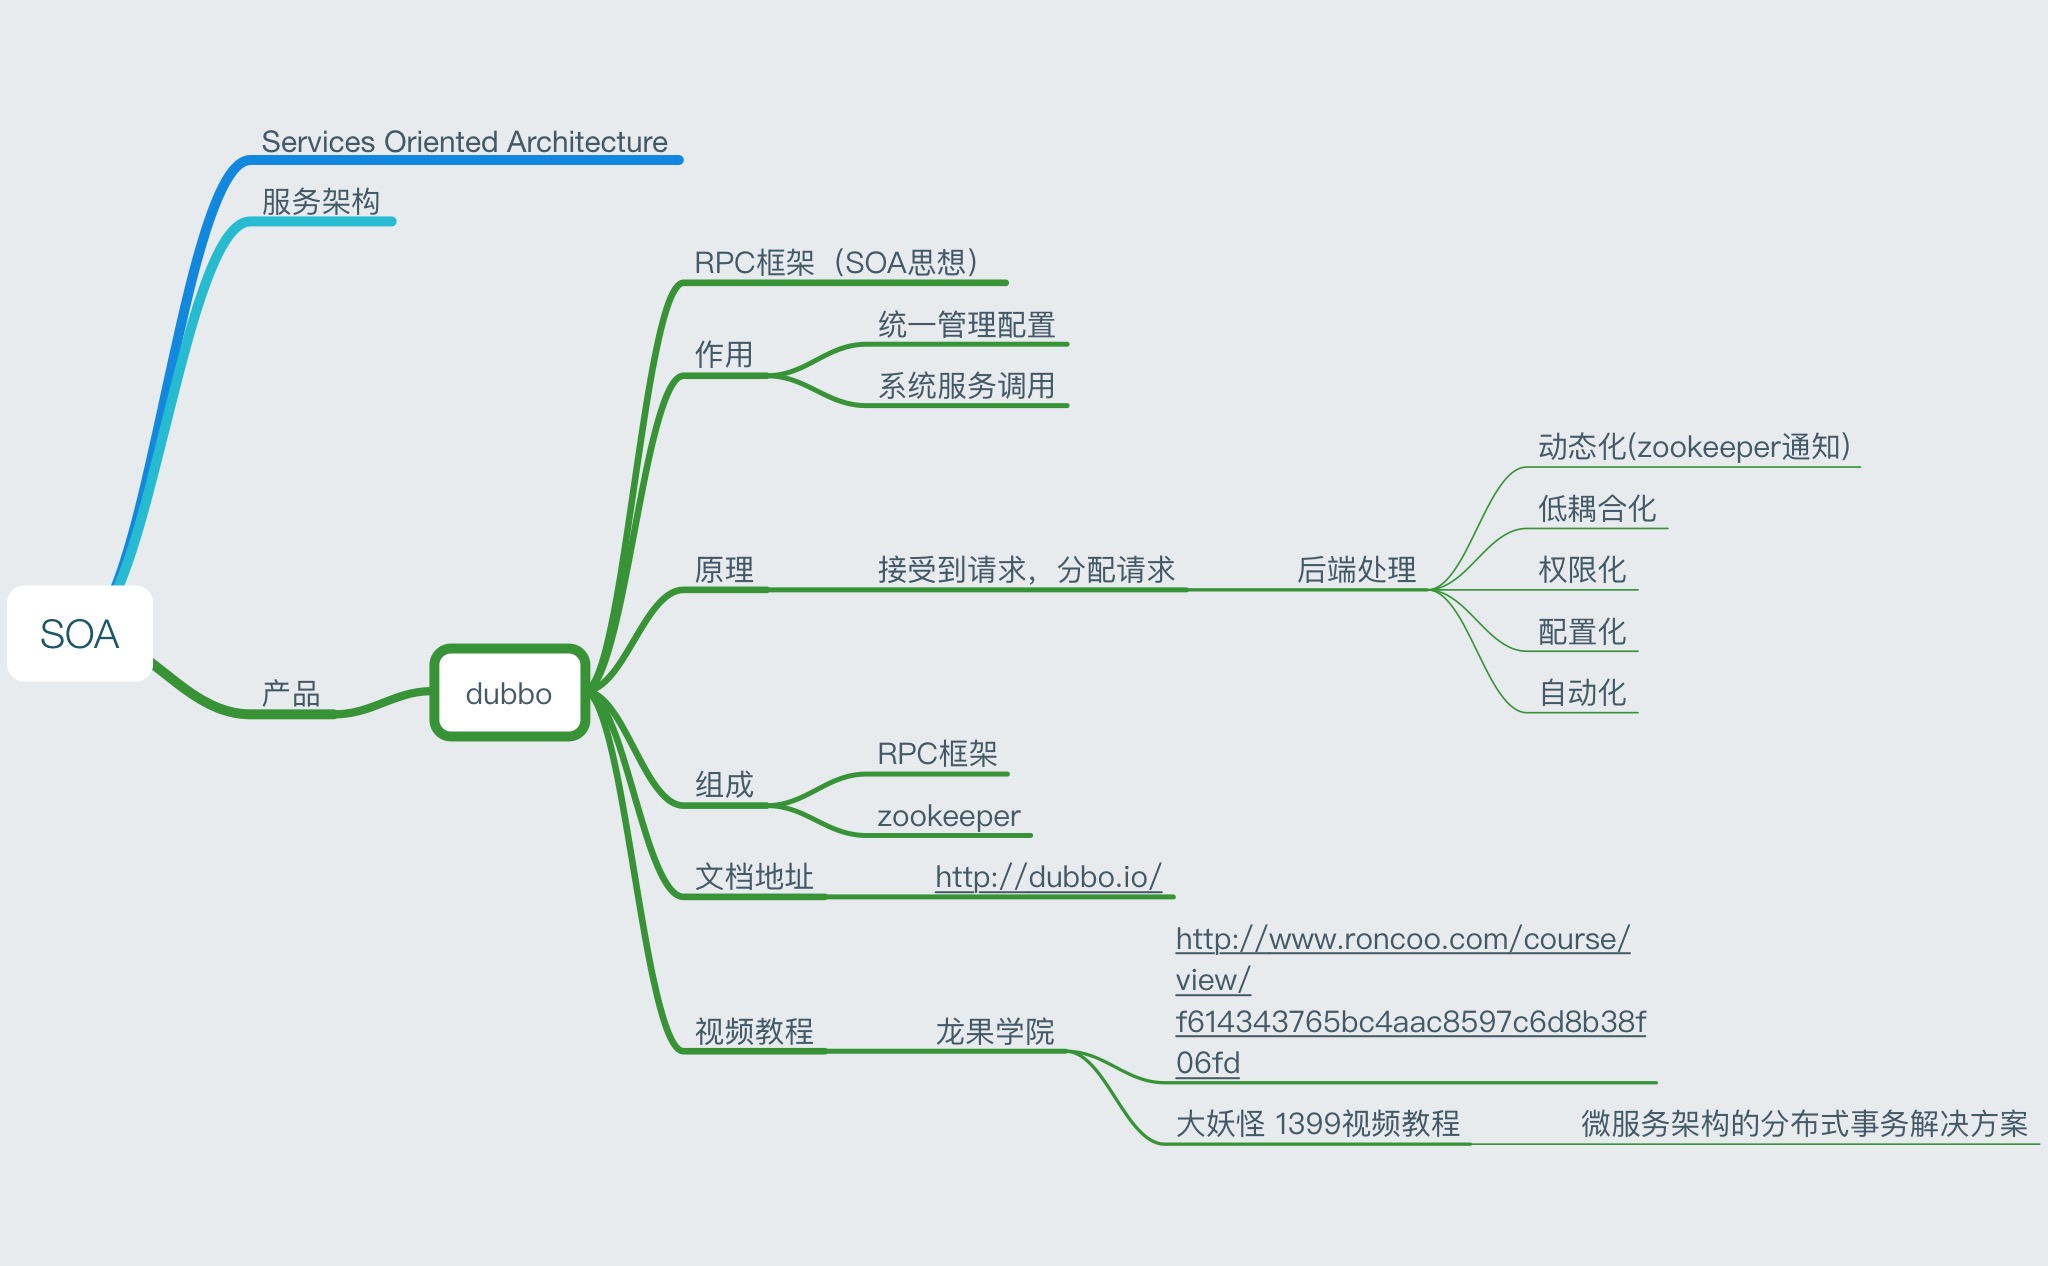 Services Oriented Architecture
服务架构
RPC框架（SOA思想）
统一管理配置
作用
系统服务调用
动态化(zookeeper通知)
低耦合化
原理
接受到请求，分配请求
后端处理
权限化
配置化
SOA
产品
dubbo
自动化
RPC框架
组成
zookeeper
文档地址
http://dubbo.io/
http://www.roncoo.com/course/
view/
f614343765bc4aac8597c6d8b38f
06fd
视频教程
龙果学院
大妖怪 1399视频教程
微服务架构的分布式事务解决方案